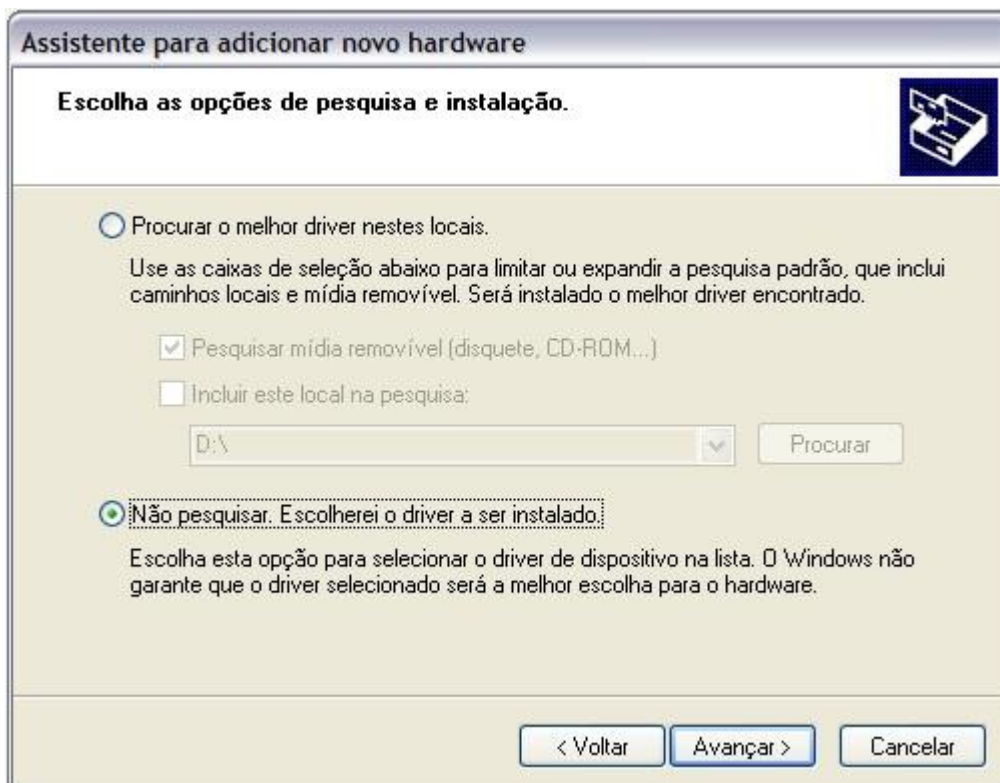 Assistente para adicionar novo hardware
Escolha as opções de pesquisa e instalação.
Procurar o melhor driver nestes locais.
Use as caixas de seleção abaixo para limitar ou expandir a pesquisa padrão, que inclui
caminhos locais e mídia removível. Será instalado o melhor driver encontrado.
Pesquisar mídia removível (disquete, CD-ROM...)
Incluir este local na pesquisa:
D:\
Procurar
Não pesquisar. Escolherei o driver a ser instalado.
Escolha esta opção para selecionar o driver de dispositivo na lista. O Windows não
garante que o driver selecionado será a melhor escolha para o hardware.
< Voltar
Avançar >
Cancelar